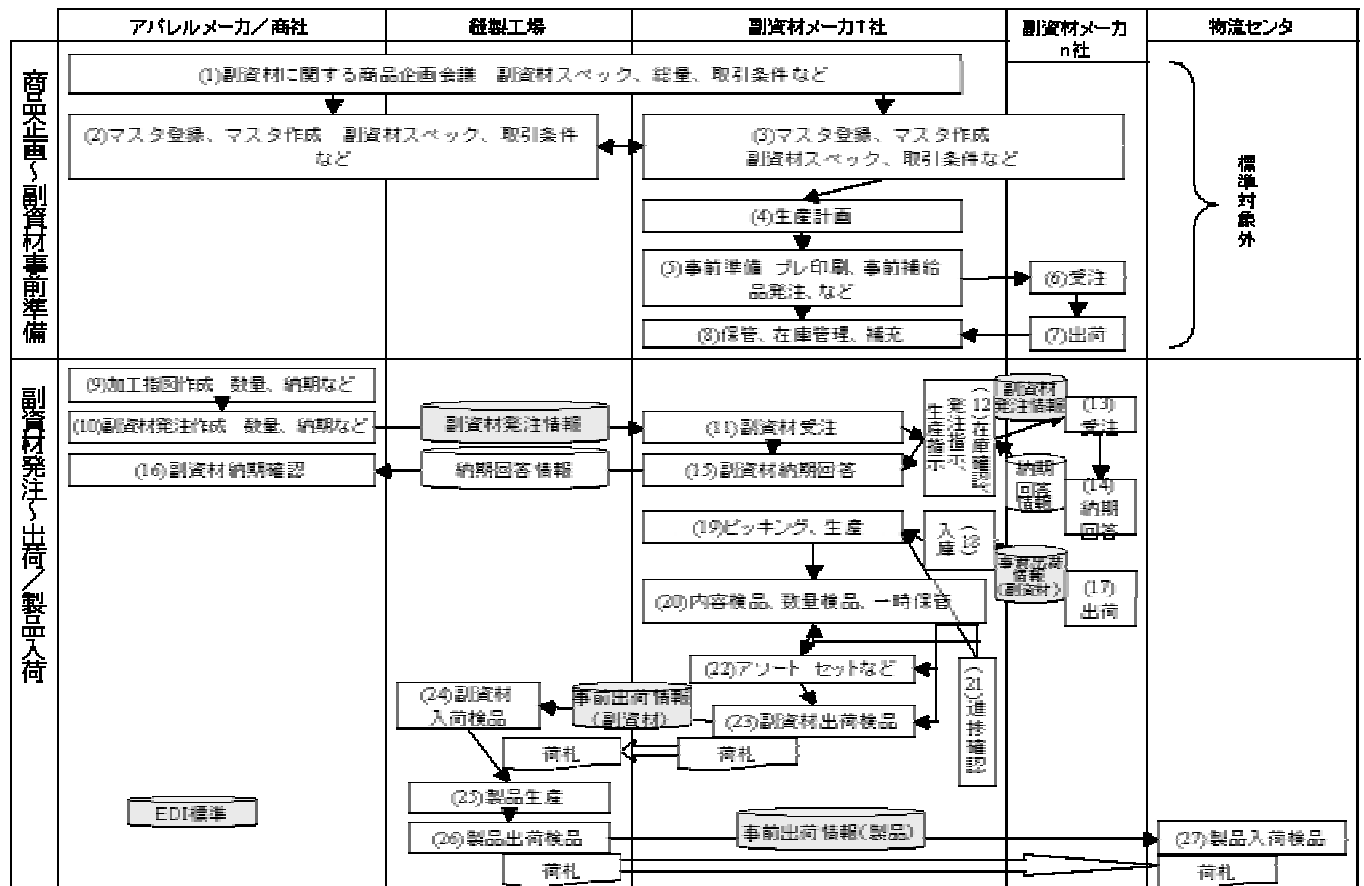 アパレルメーカ／商社
縫製工場
副資材メーカ1社
副資材メーカ
n社
物流センタ
商品企画～副資材事前準備
(1)副資材に関する商品企画会議　副資材スペック、総量、取引条件など
(2)マスタ登録、マスタ作成　副資材スペック、取引条件
など
(3)マスタ登録、マスタ作成
副資材スペック、取引条件など
(4)生産計画
(5)事前準備　プレ印刷、事前補給
品発注、など
(6)受注
(7)出荷
(8)保管、在庫管理、補充
標準対象外
副資材発注～出荷／製品入荷
(9)加工指図作成　数量、納期など
(10)副資材発注作成　数量、納期など
副資材発注情報
(11)副資材受注
(12)在庫確認、
発注指示、
生産指示
副資材
発注情報
(13)
受注
(16)副資材納期確認
納期回答情報
(15)副資材納期回答
納期
回答
情報
(14)
納期
回答
(19)ピッキング、生産
(18)
入庫
事前出荷
情報
(副資材)
(17)
出荷
(20)内容検品、数量検品、一時保管
(21)進捗確認
(22)アソート　セットなど
(24)副資材
入荷検品
事前出荷情報
(副資材)
(23)副資材出荷検品
荷札
荷札
(25)製品生産
EDI標準
(26)製品出荷検品
事前出荷情報(製品)
(27)製品入荷検品
荷札
荷札